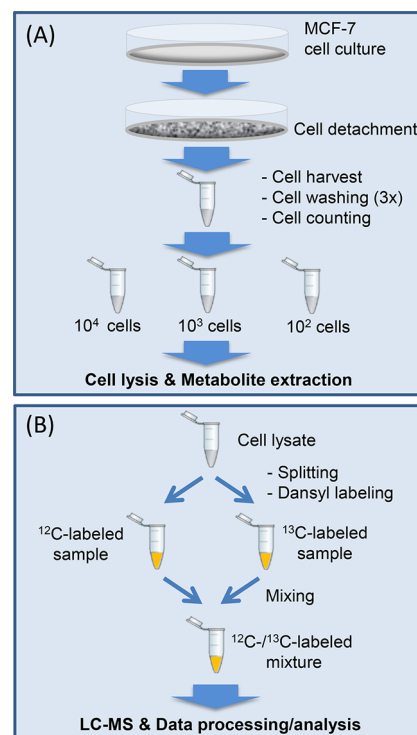 (A)
MCF-7
cell culture
Cell detachment
- Cell harvest
- Cell washing (3x)
- Cell counting
10⁴ cells
10³ cells
10² cells
Cell lysis & Metabolite extraction
(B)
Cell lysate
- Splitting
- Dansyl labeling
¹²C-labeled
sample
¹³C-labeled
sample
Mixing
¹²C-/¹³C-labeled
mixture
LC-MS & Data processing/analysis